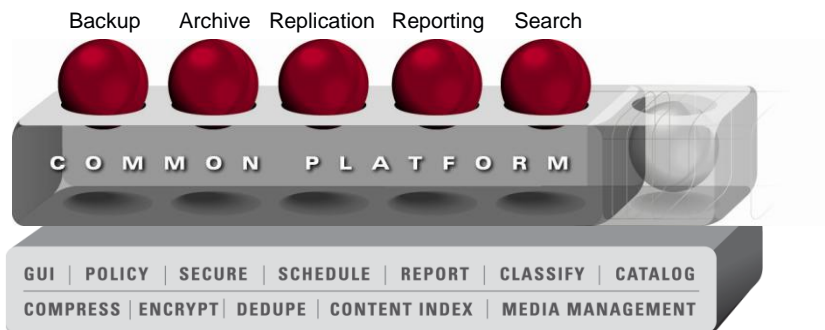 Backup Archive Replication Reporting Search
COMMON PLATFORM
GUI | POLICY | SECURE | SCHEDULE | REPORT | CLASSIFY | CATALOG
COMPRESS | ENCRYPT | DEDUPE | CONTENT INDEX | MEDIA MANAGEMENT